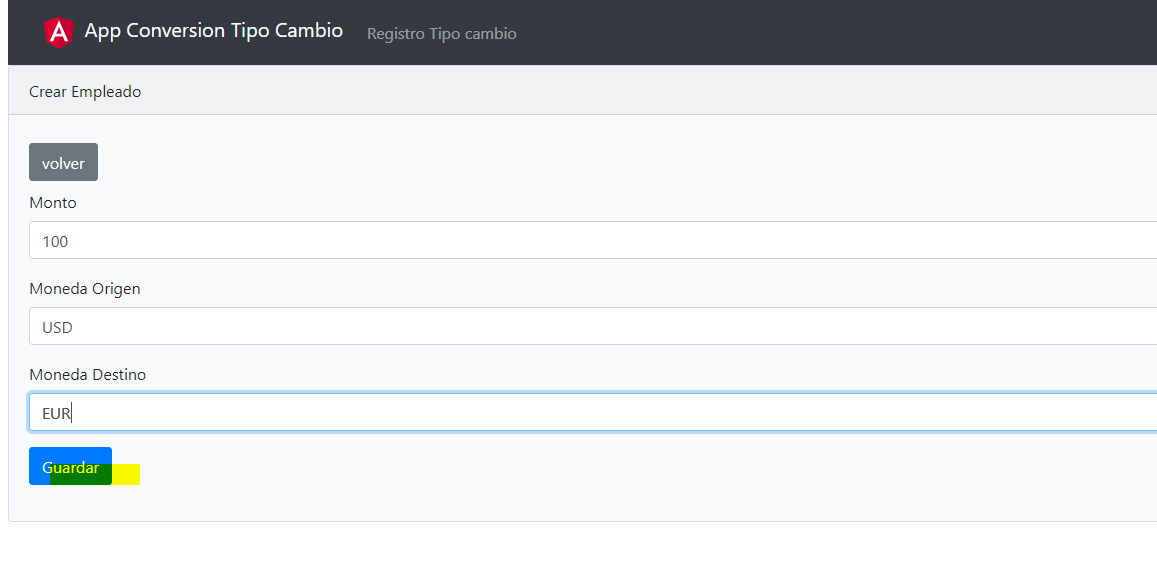 App Conversion Tipo Cambio Registro Tipo cambio
Crear Empleado
volver
Monto
100
Moneda Origen
USD
Moneda Destino
EUR
Guardar